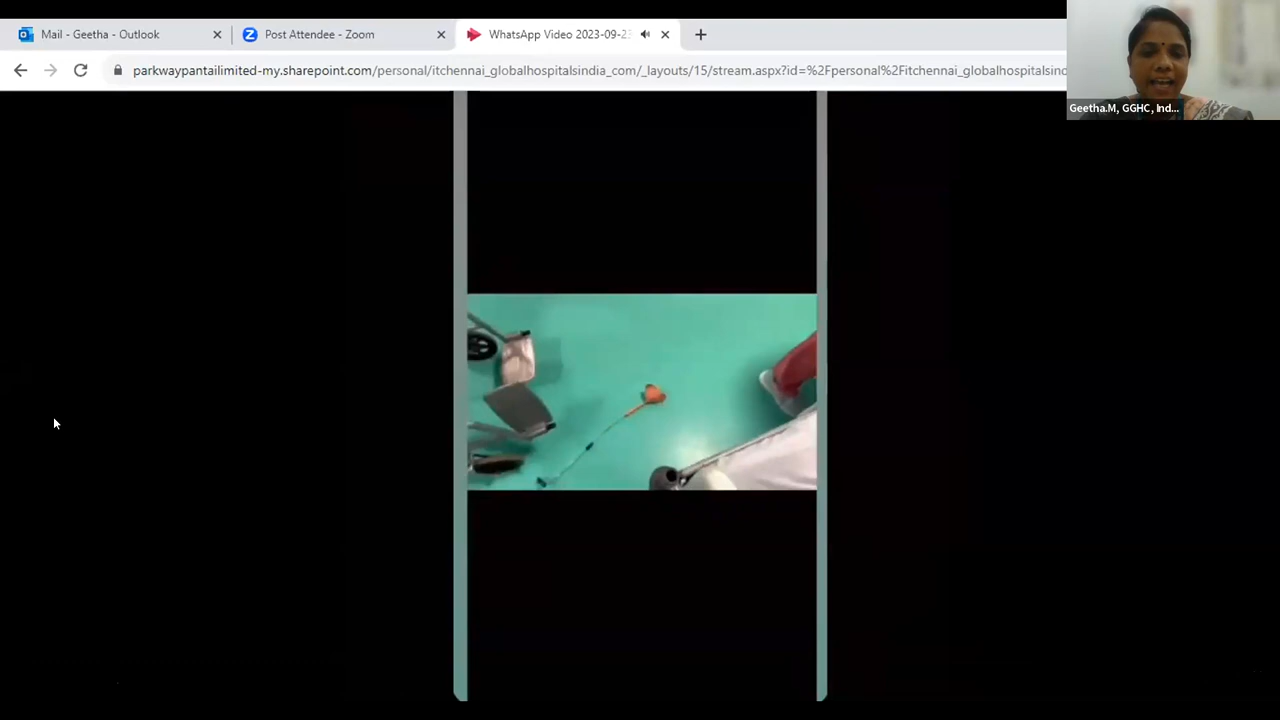 Mail - Geetha - Outlook
Post Attendee - Zoom
WhatsApp Video 2023-09-23
parkwaypantailimited-my.sharepoint.com/personal/itchennai_globalhospitalsindia_com/_layouts/15/stream.aspx?id=%2Fpersonal%2Fitchennai_globalhospitalsind
Geetha.M, GGHC, Ind...